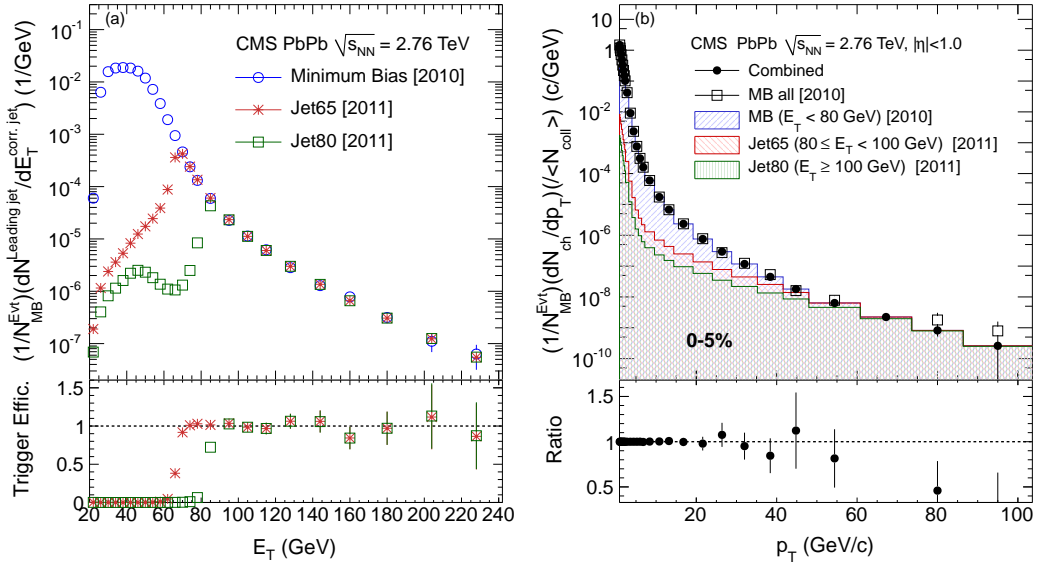 (a)
CMS PbPb √s_NN = 2.76 TeV
Minimum Bias [2010]
Jet65 [2011]
Jet80 [2011]
(1/N^Evt_MB)(dN^Leading jet/dE_T^corr. jet) (1/GeV)
10^-1
10^-2
10^-3
10^-4
10^-5
10^-6
10^-7
Trigger Effic.
1.5
1
0.5
0
20 40 60 80 100 120 140 160 180 200 220 240
E_T (GeV)
(b)
CMS PbPb √s_NN = 2.76 TeV, |η|<1.0
Combined
MB all [2010]
MB (E_T < 80 GeV) [2010]
Jet65 (80 ≤ E_T < 100 GeV) [2011]
Jet80 (E_T ≥ 100 GeV) [2011]
0-5%
(1/N^Evt_MB)(dN_ch/dp_T)(/<N_coll>) (c/GeV)
1
10^-2
10^-4
10^-6
10^-8
10^-10
Ratio
1.5
1.0
0.5
20 40 60 80 100
p_T (GeV/c)